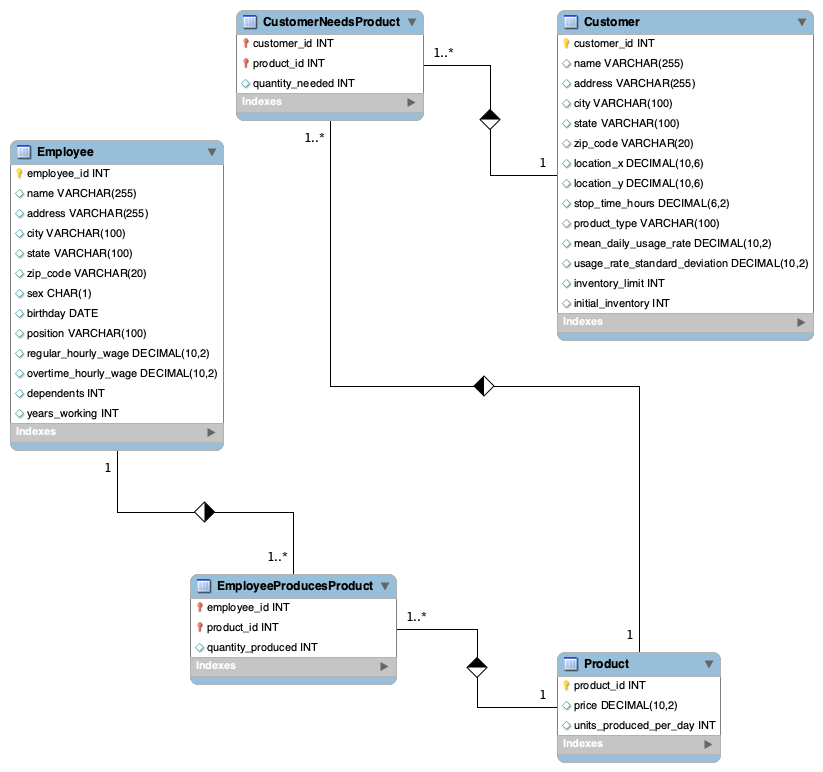 CustomerNeedsProduct
customer_id INT
product_id INT
quantity_needed INT
Indexes
1..*
1..*
1
Customer
customer_id INT
name VARCHAR(255)
address VARCHAR(255)
city VARCHAR(100)
state VARCHAR(100)
zip_code VARCHAR(20)
location_x DECIMAL(10,6)
location_y DECIMAL(10,6)
stop_time_hours DECIMAL(6,2)
product_type VARCHAR(100)
mean_daily_usage_rate DECIMAL(10,2)
usage_rate_standard_deviation DECIMAL(10,2)
inventory_limit INT
initial_inventory INT
Indexes
Employee
employee_id INT
name VARCHAR(255)
address VARCHAR(255)
city VARCHAR(100)
state VARCHAR(100)
zip_code VARCHAR(20)
sex CHAR(1)
birthday DATE
position VARCHAR(100)
regular_hourly_wage DECIMAL(10,2)
overtime_hourly_wage DECIMAL(10,2)
dependents INT
years_working INT
Indexes
1
1..*
EmployeeProducesProduct
employee_id INT
product_id INT
quantity_produced INT
Indexes
1..*
1
1
Product
product_id INT
price DECIMAL(10,2)
units_produced_per_day INT
Indexes